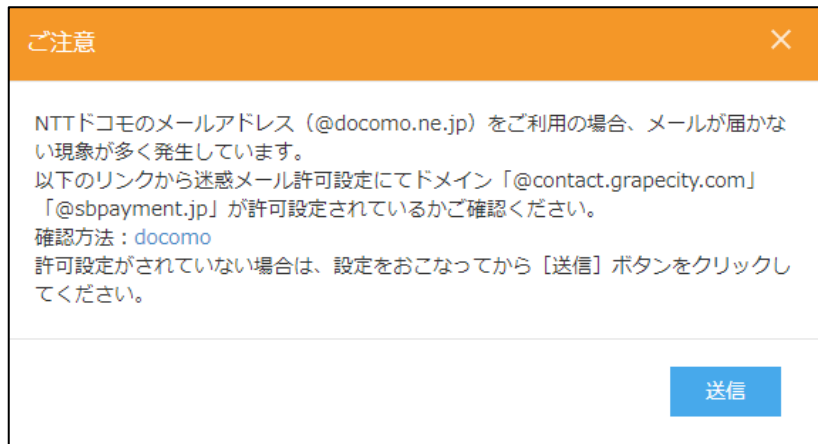 ご注意
NTTドコモのメールアドレス（@docomo.ne.jp）をご利用の場合、メールが届かな
い現象が多く発生しています。
以下のリンクから迷惑メール許可設定にてドメイン「@contact.grapecity.com」
「@sbpayment.jp」が許可設定されているかご確認ください。
確認方法：docomo
許可設定がされていない場合は、設定をおこなってから［送信］ボタンをクリックし
てください。
送信